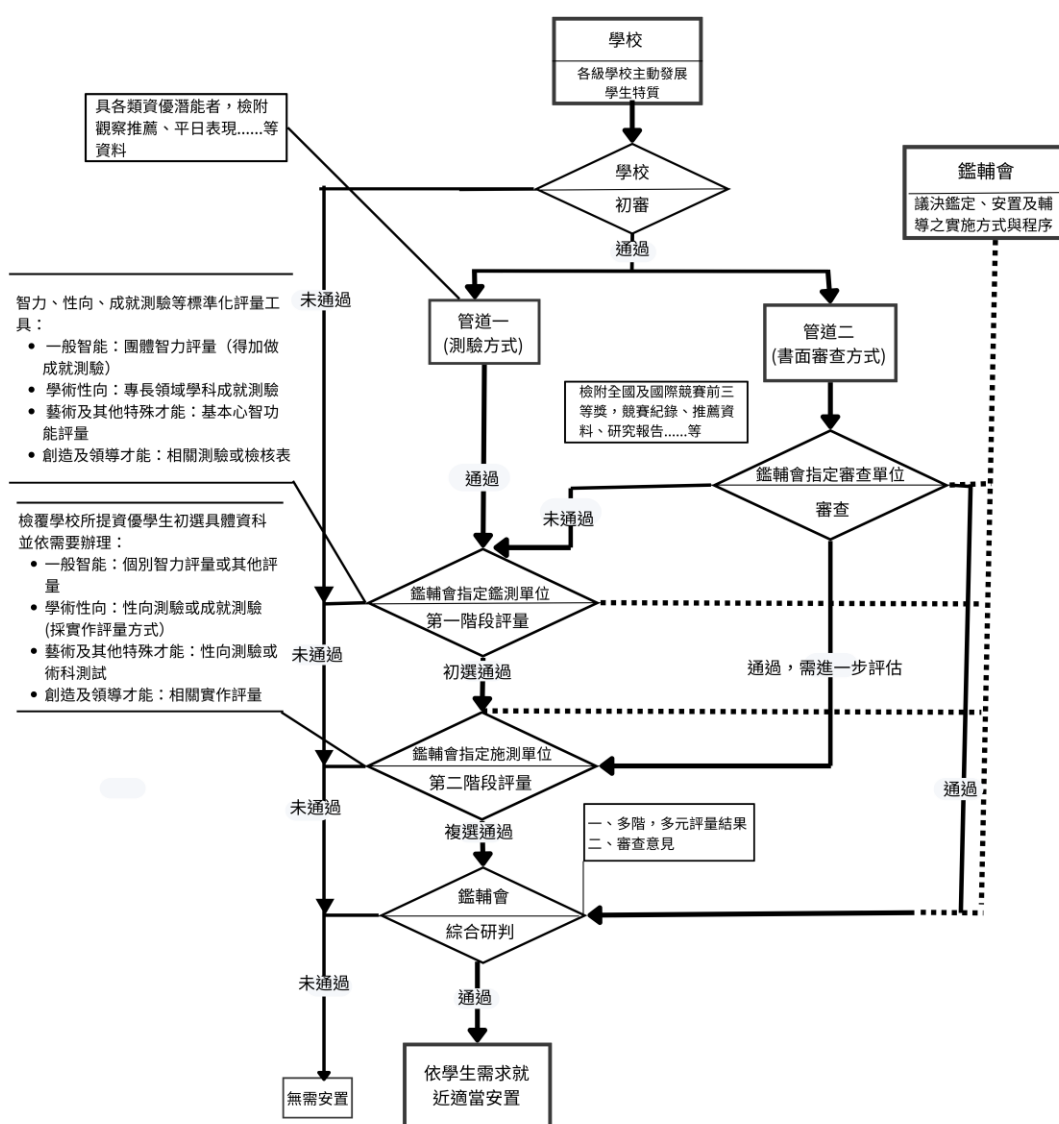 學校
各級學校主動發展
學生特質
具各類資優潛能者，檢附
觀察推薦、平日表現......等
資料
學校
初審
鑑輔會
議決鑑定、安置及輔
導之實施方式與程序
通過
未通過
智力、性向、成就測驗等標準化評量工
具：
• 一般智能：團體智力評量（得加做
成就測驗）
• 學術性向：專長領域學科成就測驗
• 藝術及其他特殊才能：基本心智功
能評量
• 創造及領導才能：相關測驗或檢核表
管道一
(測驗方式)
管道二
(書面審查方式)
檢附全國及國際競賽前三
等獎，競賽紀錄、推薦資
料、研究報告......等
通過
鑑輔會指定審查單位
審查
未通過
檢覆學校所提資優學生初選具體資科
並依需要辦理：
• 一般智能：個別智力評量或其他評
量
• 學術性向：性向測驗或成就測驗
(採實作評量方式）
• 藝術及其他特殊才能：性向測驗或
術科測試
• 創造及領導才能：相關實作評量
鑑輔會指定鑑測單位
第一階段評量
未通過
初選通過
通過，需進一步評估
鑑輔會指定施測單位
第二階段評量
通過
未通過
複選通過
一、多階，多元評量結果
二、審查意見
鑑輔會
綜合研判
未通過
通過
依學生需求就
近適當安置
無需安置